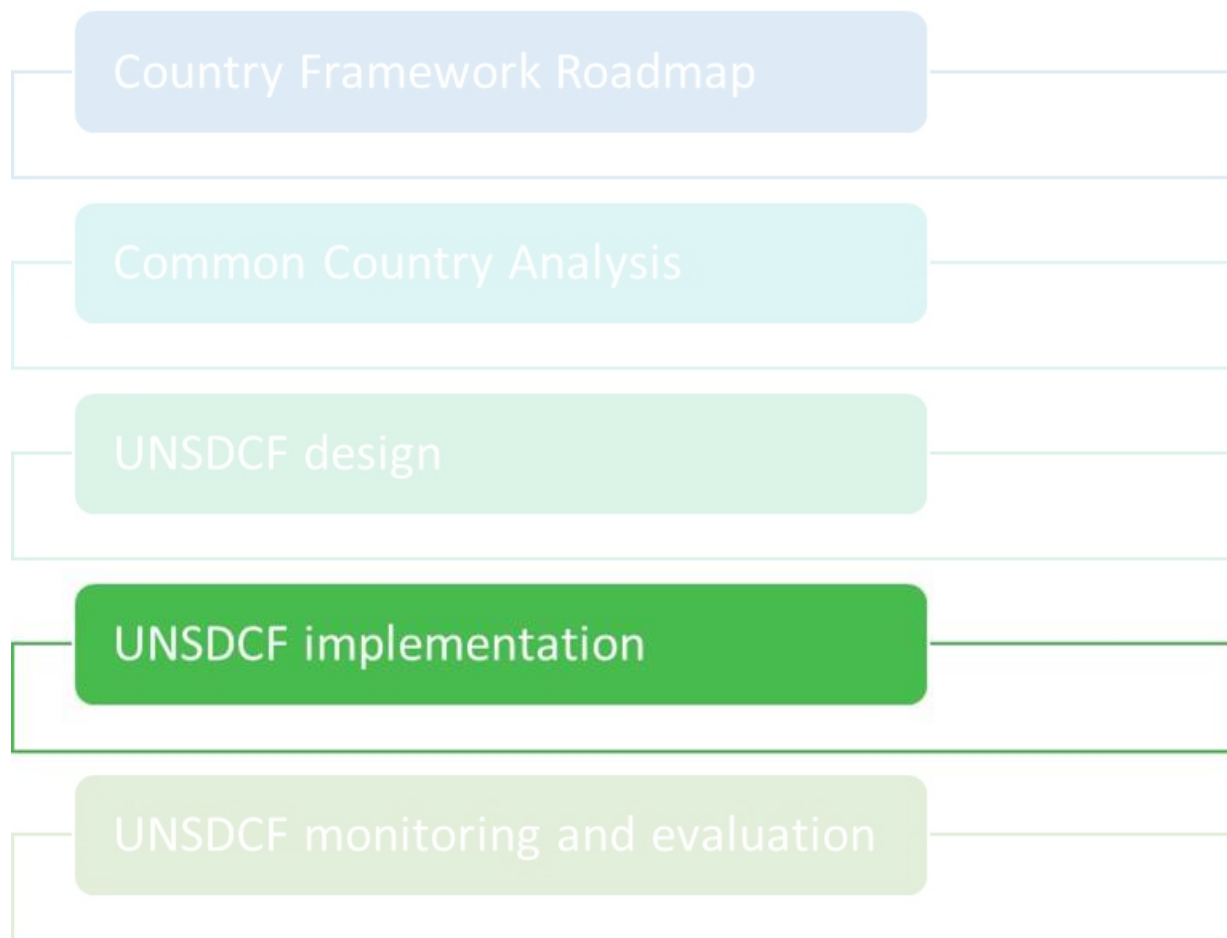 Country Framework Roadmap
Common Country Analysis
UNSDCF design
UNSDCF implementation
UNSDCF monitoring and evaluation